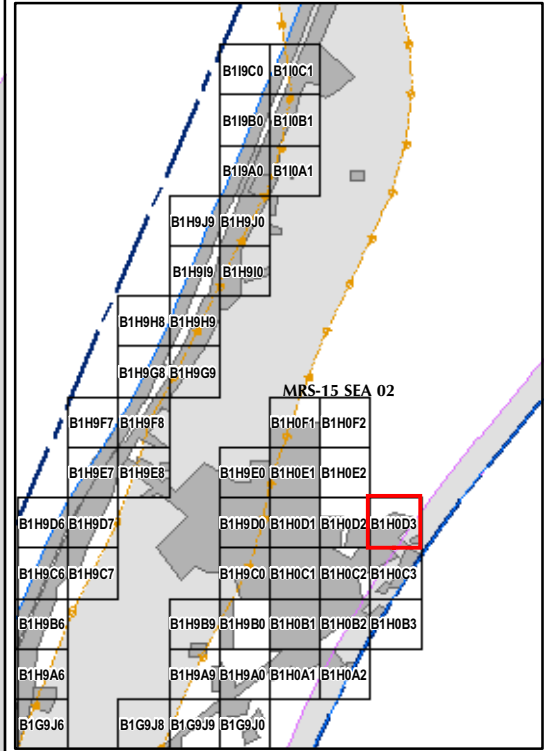 B1I9C0 B1I0C1
B1I9B0 B1I0B1
B1I9A0 B1I0A1
B1H9J9 B1H9J0
B1H9I9 B1H9I0
B1H9H8 B1H9H9
B1H9G8 B1H9G9
MRS-15 SEA 02
B1H9F7 B1H9F8 B1H0F1 B1H0F2
B1H9E7 B1H9E8 B1H9E0 B1H0E1 B1H0E2
B1H9D6 B1H9D7 B1H9D0 B1H0D1 B1H0D2 B1H0D3
B1H9C6 B1H9C7 B1H9C0 B1H0C1 B1H0C2 B1H0C3
B1H9B6 B1H9B9 B1H9B0 B1H0B1 B1H0B2 B1H0B3
B1H9A6 B1H9A9 B1H9A0 B1H0A1 B1H0A2
B1G9J6 B1G9J8 B1G9J9 B1G9J0